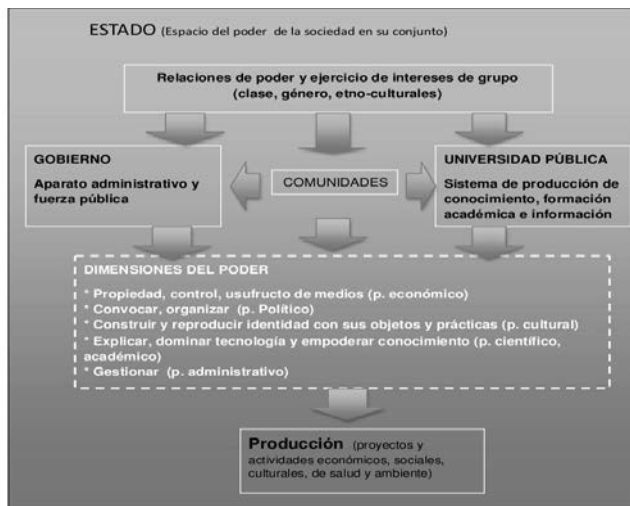 ESTADO (Espacio del poder de la sociedad en su conjunto)
Relaciones de poder y ejercicio de intereses de grupo
(clase, género, etno-culturales)
GOBIERNO
Aparato administrativo y
fuerza pública
COMUNIDADES
UNIVERSIDAD PÚBLICA
Sistema de producción de
conocimiento, formación
académica e información
DIMENSIONES DEL PODER
* Propiedad, control, usufructo de medios (p. económico)
* Convocar, organizar (p. Político)
* Construir y reproducir identidad con sus objetos y prácticas (p. cultural)
* Explicar, dominar tecnología y empoderar conocimiento (p. científico,
académico)
* Gestionar (p. administrativo)
Producción (proyectos y
actividades económicos, sociales,
culturales, de salud y ambiente)